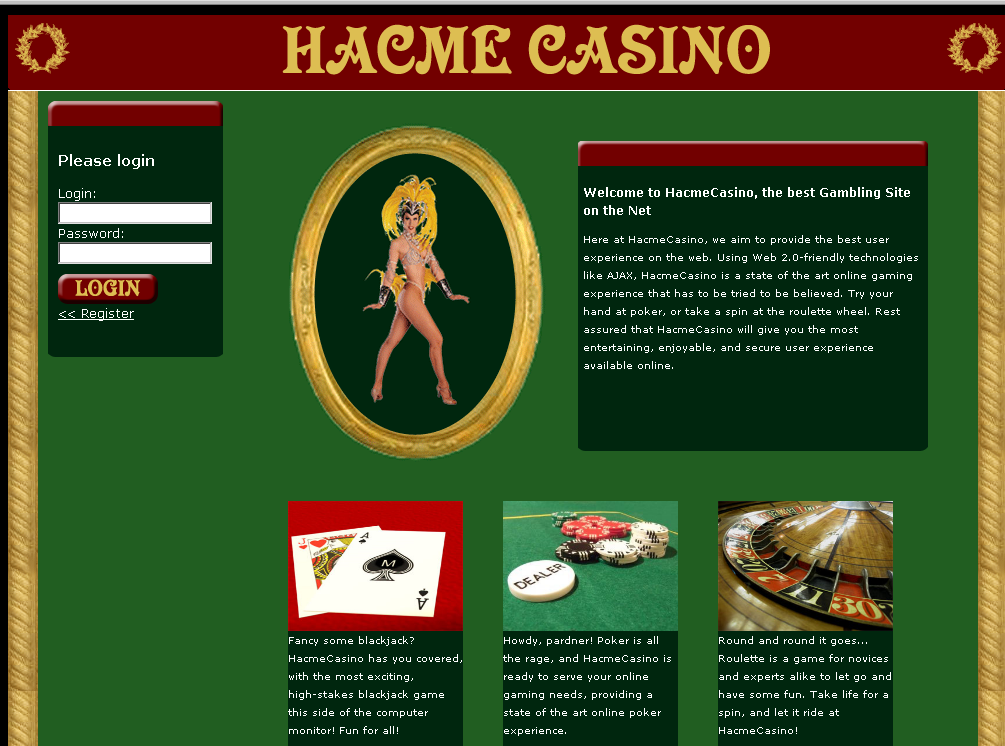 HACME CASINO
Please login
Login:
Password:
LOGIN
<< Register
Welcome to HacmeCasino, the best Gambling Site
on the Net
Here at HacmeCasino, we aim to provide the best user
experience on the web. Using Web 2.0-friendly technologies
like AJAX, HacmeCasino is a state of the art online gaming
experience that has to be tried to be believed. Try your
hand at poker, or take a spin at the roulette wheel. Rest
assured that HacmeCasino will give you the most
entertaining, enjoyable, and secure user experience
available online.
J A
M
A
Fancy some blackjack?
HacmeCasino has you covered,
with the most exciting,
high-stakes blackjack game
this side of the computer
monitor! Fun for all!
DEALER
Howdy, pardner! Poker is all
the rage, and HacmeCasino is
ready to serve your online
gaming needs, providing a
state of the art online poker
experience.
11 30
Round and round it goes...
Roulette is a game for novices
and experts alike to let go and
have some fun. Take life for a
spin, and let it ride at
HacmeCasino!